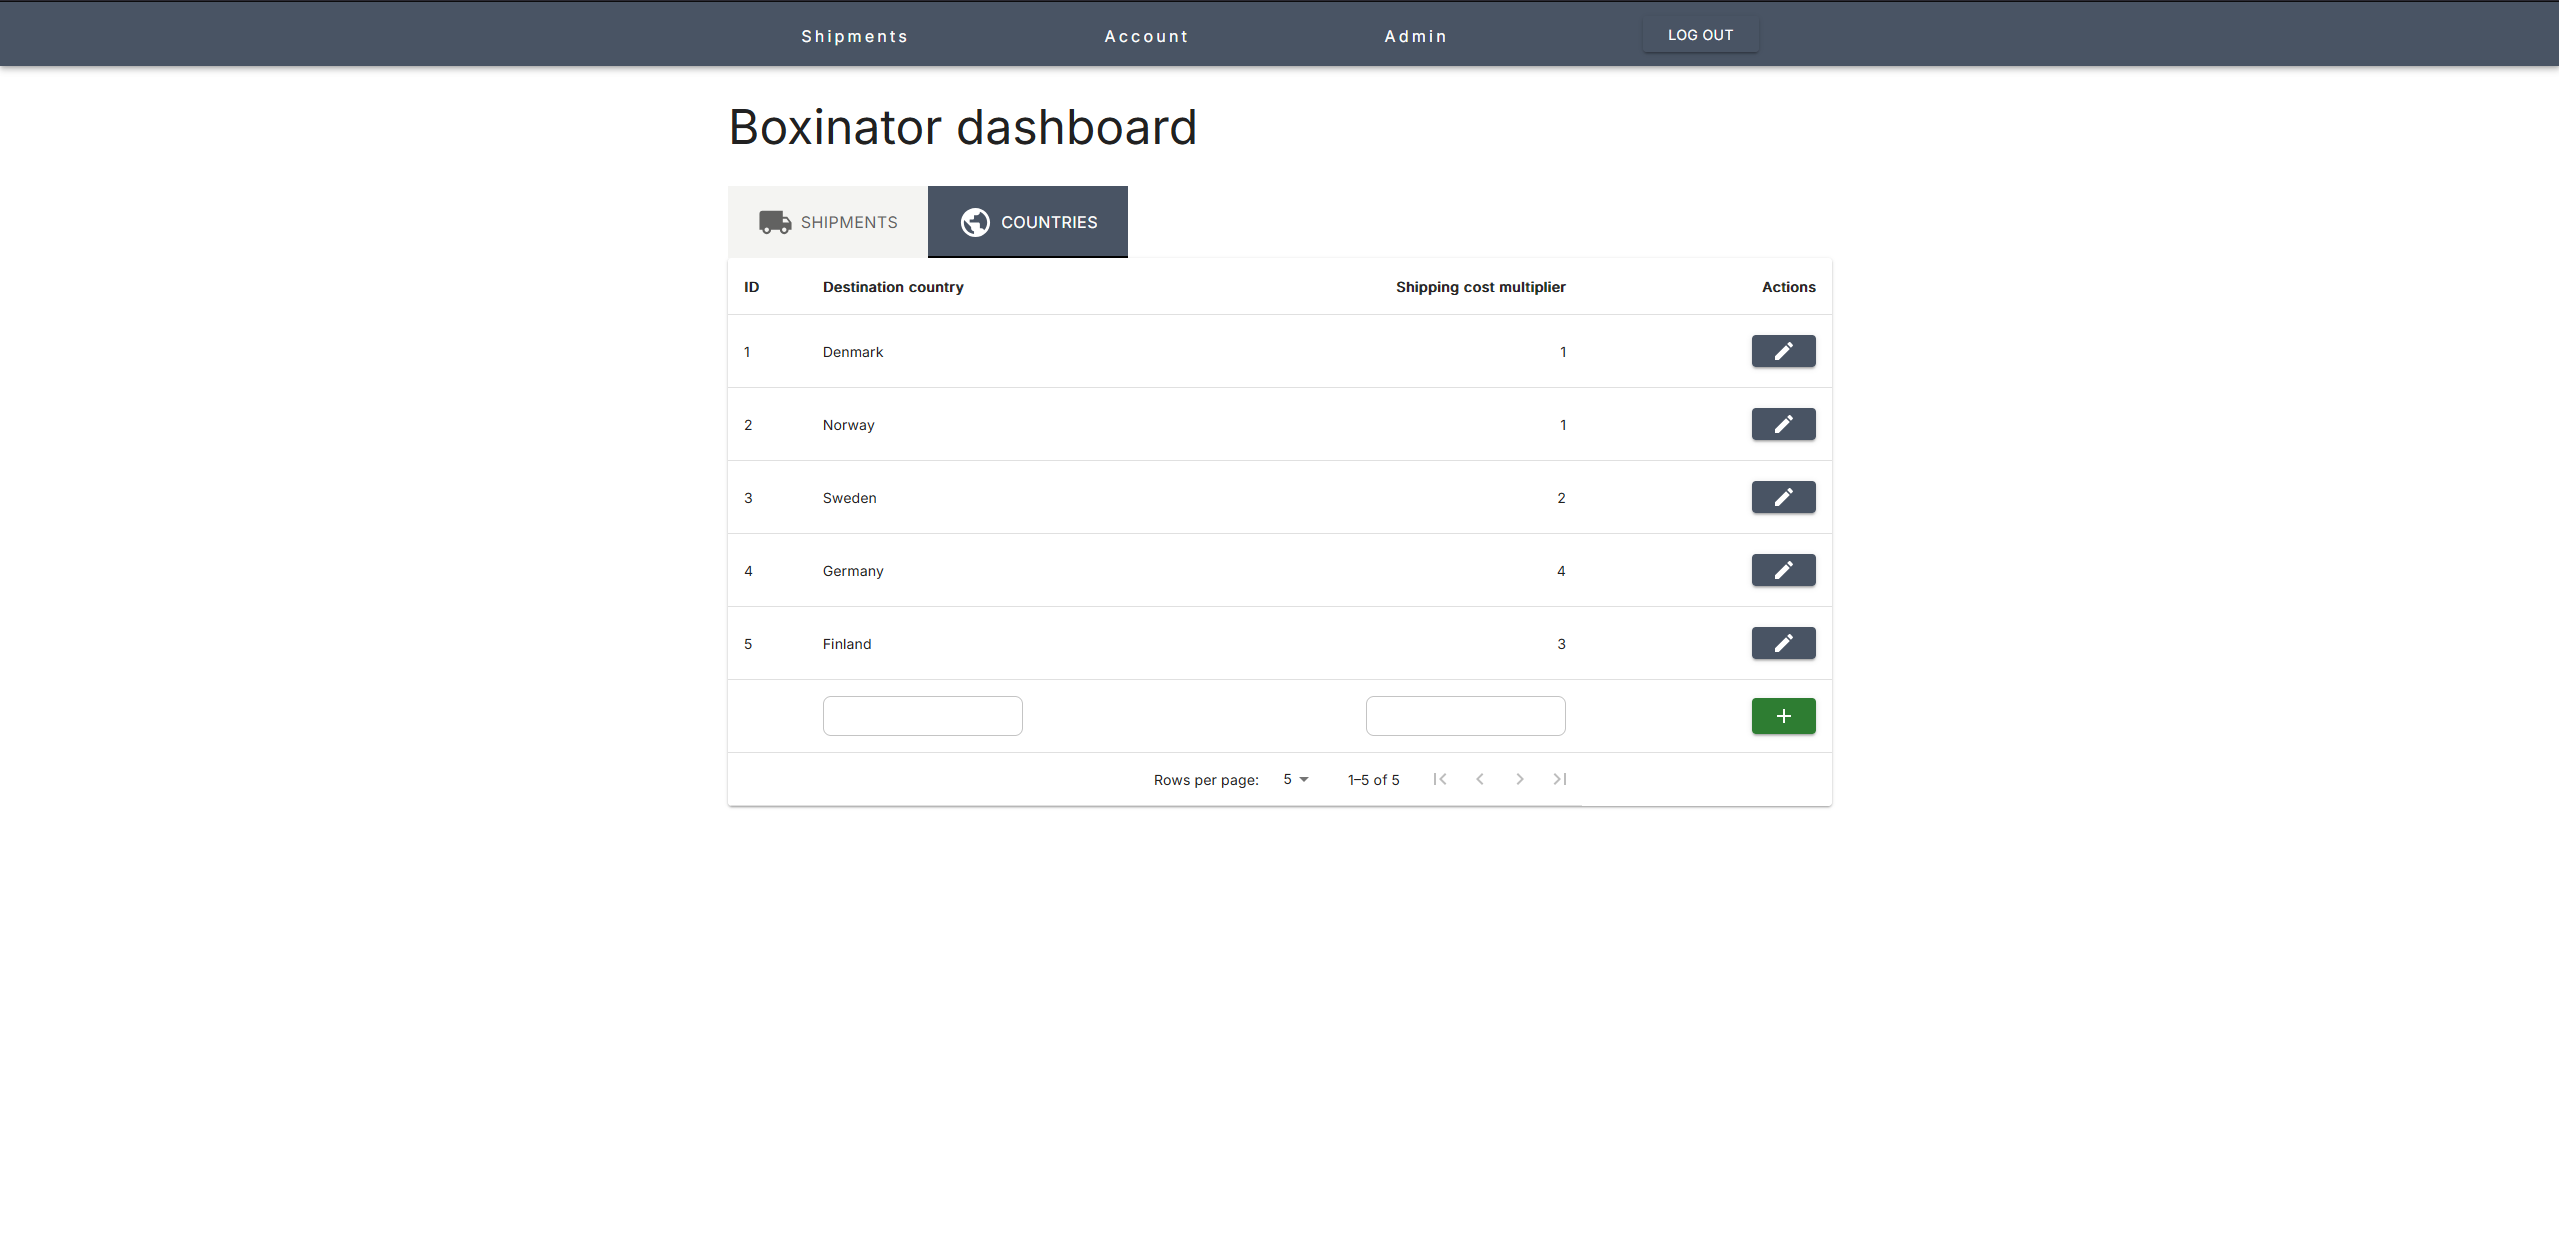 Shipments Account Admin LOG OUT
Boxinator dashboard
SHIPMENTS COUNTRIES
ID Destination country Shipping cost multiplier Actions
1 Denmark 1
2 Norway 1
3 Sweden 2
4 Germany 4
5 Finland 3
Rows per page: 5 1–5 of 5